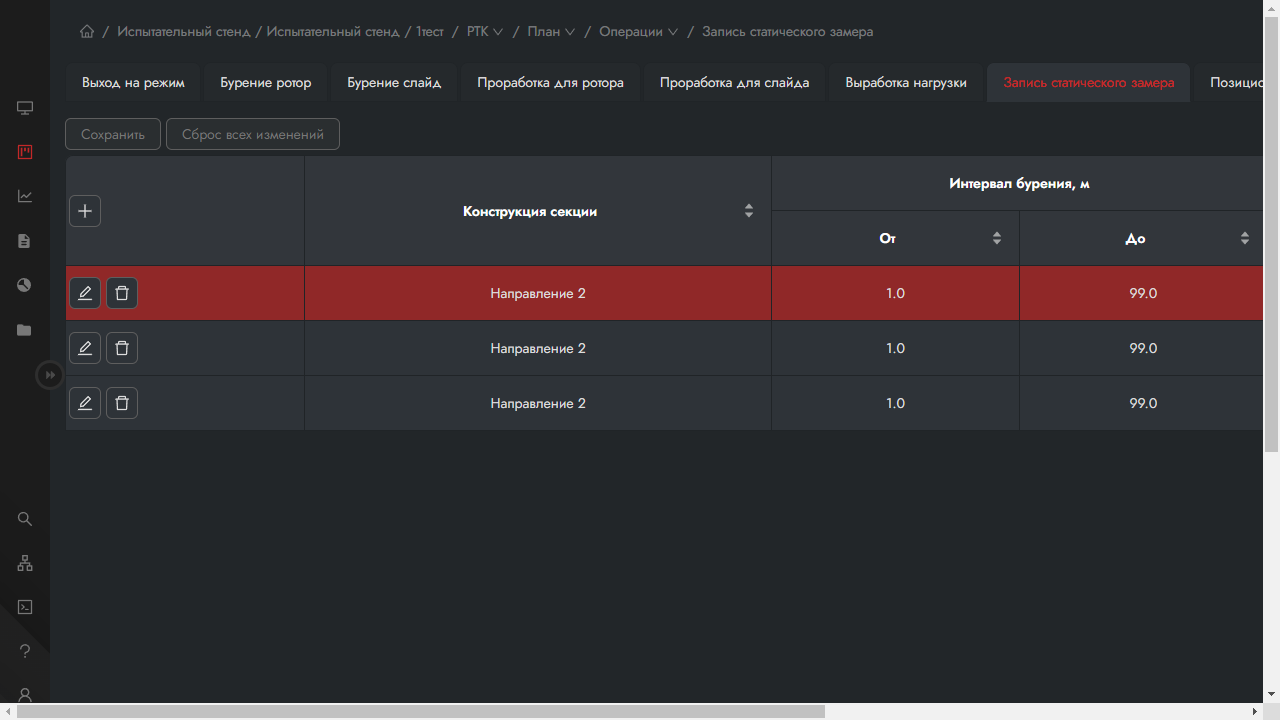 / Испытательный стенд / Испытательный стенд / 1тест / РТК / План / Операции / Запись статического замера
Выход на режим Бурение ротор Бурение слайд Проработка для ротора Проработка для слайда Выработка нагрузки Запись статического замера Позицио
Сохранить Сброс всех изменений
Конструкция секции Интервал бурения, м
От До
Направление 2 1.0 99.0
Направление 2 1.0 99.0
Направление 2 1.0 99.0